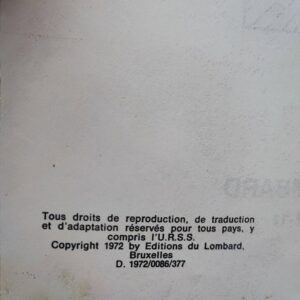 Tous droits de reproduction, de traduction
et d'adaptation réservés pour tous pays, y
compris l'U.R.S.S.
Copyright 1972 by Editions du Lombard,
Bruxelles
D. 1972/0086/377